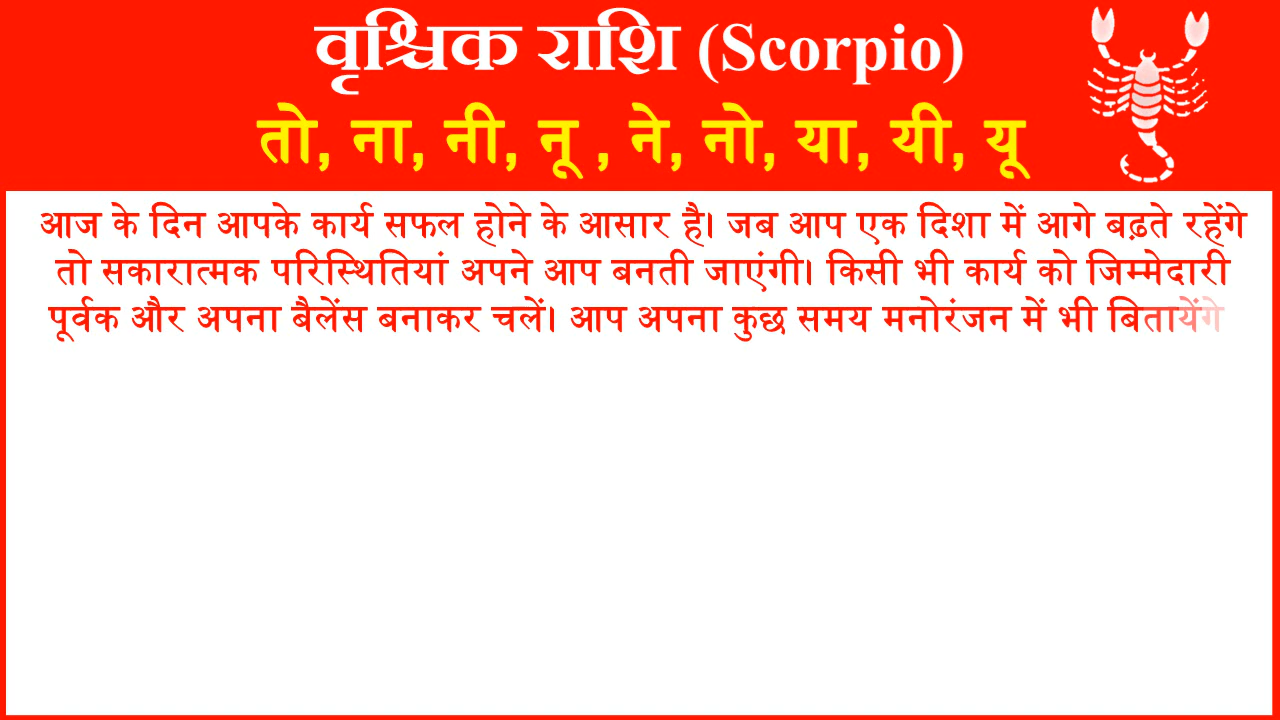 वृश्चिक राशि (Scorpio)
तो, ना, नी, नू , ने, नो, या, यी, यू
आज के दिन आपके कार्य सफल होने के आसार है। जब आप एक दिशा में आगे बढ़ते रहेंगे
तो सकारात्मक परिस्थितियां अपने आप बनती जाएंगी। किसी भी कार्य को जिम्मेदारी
पूर्वक और अपना बैलेंस बनाकर चलें। आप अपना कुछ समय मनोरंजन में भी बितायेंगे